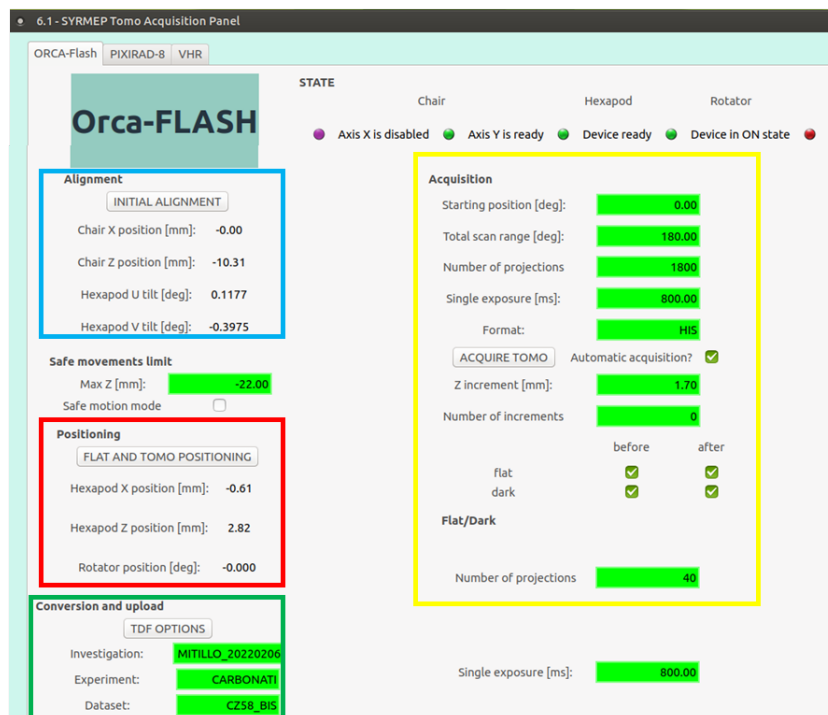 6.1 - SYRMEP Tomo Acquisition Panel
ORCA-Flash PIXIRAD-8 VHR
Orca-FLASH
STATE
Chair Hexapod Rotator
Axis X is disabled Axis Y is ready Device ready Device in ON state
Alignment
INITIAL ALIGNMENT
Chair X position [mm]: -0.00
Chair Z position [mm]: -10.31
Hexapod U tilt [deg]: 0.1177
Hexapod V tilt [deg]: -0.3975
Safe movements limit
Max Z [mm]: -22.00
Safe motion mode
Positioning
FLAT AND TOMO POSITIONING
Hexapod X position [mm]: -0.61
Hexapod Z position [mm]: 2.82
Rotator position [deg]: -0.000
Conversion and upload
TDF OPTIONS
Investigation: MITILLO_20220206
Experiment: CARBONATI
Dataset: CZ58_BIS
Acquisition
Starting position [deg]: 0.00
Total scan range [deg]: 180.00
Number of projections 1800
Single exposure [ms]: 800.00
Format: HIS
ACQUIRE TOMO Automatic acquisition?
Z increment [mm]: 1.70
Number of increments 0
before after
flat
dark
Flat/Dark
Number of projections 40
Single exposure [ms]: 800.00